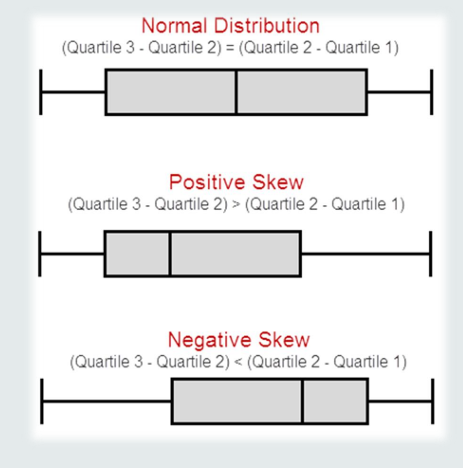 Normal Distribution
(Quartile 3 - Quartile 2) = (Quartile 2 - Quartile 1)
Positive Skew
(Quartile 3 - Quartile 2) > (Quartile 2 - Quartile 1)
Negative Skew
(Quartile 3 - Quartile 2) < (Quartile 2 - Quartile 1)